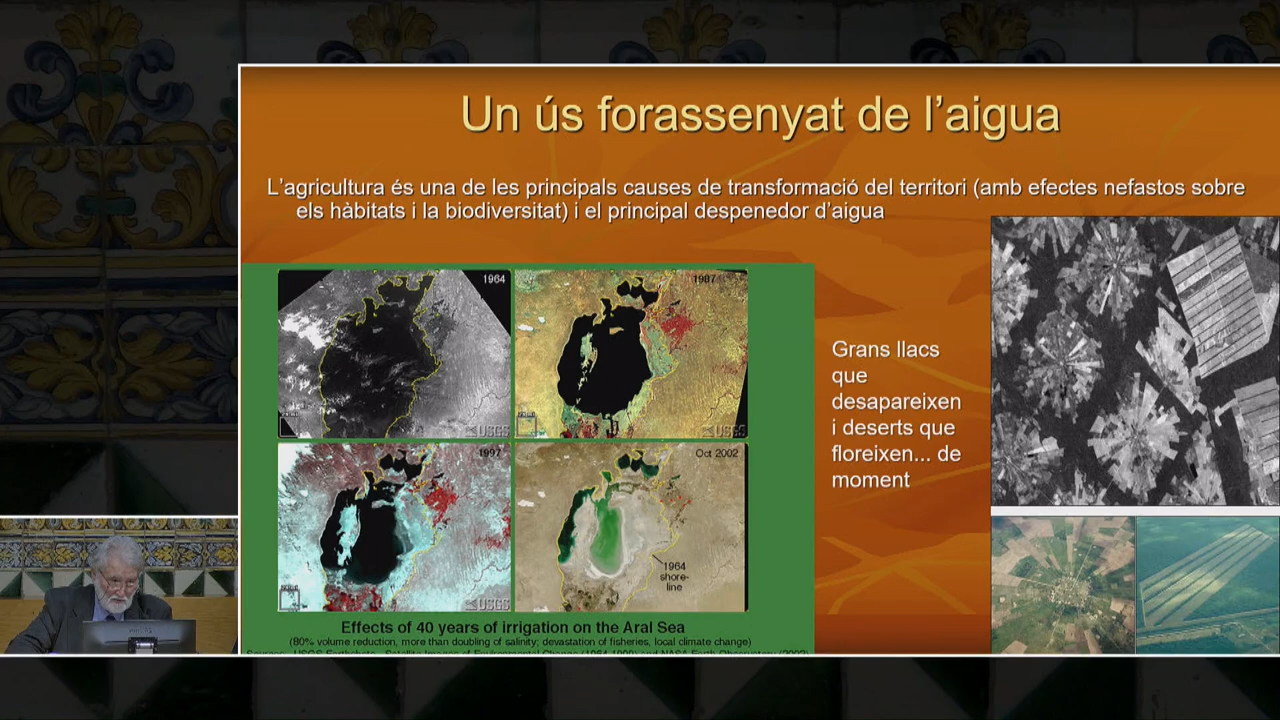 Un ús forassenyat de l'aigua
L'agricultura és una de les principals causes de transformació del territori (amb efectes nefastos sobre
els hàbitats i la biodiversitat) i el principal despenedor d'aigua
1964
1987
USGS
USGS
1997
Oct 2002
USGS
1964
shore-
line
Grans llacs
que
desapareixen
i deserts que
floreixen... de
moment
Effects of 40 years of irrigation on the Aral Sea
(80% volume reduction, more than doubling of salinity; devastation of fisheries, local climate change)
PHILIPS